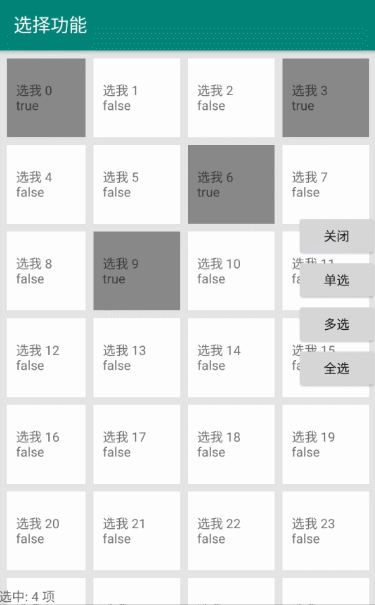 选择功能
选我 0
true
选我 1
false
选我 2
false
选我 3
true
选我 4
false
选我 5
false
选我 6
true
选我 7
false
关闭
选我 8
false
选我 9
true
选我 10
false
选我 11
单选
多选
选我 12
false
选我 13
false
选我 14
false
选我 15
全选
选我 16
false
选我 17
false
选我 18
false
选我 19
false
选我 20
false
选我 21
false
选我 22
false
选我 23
false
选中: 4 项